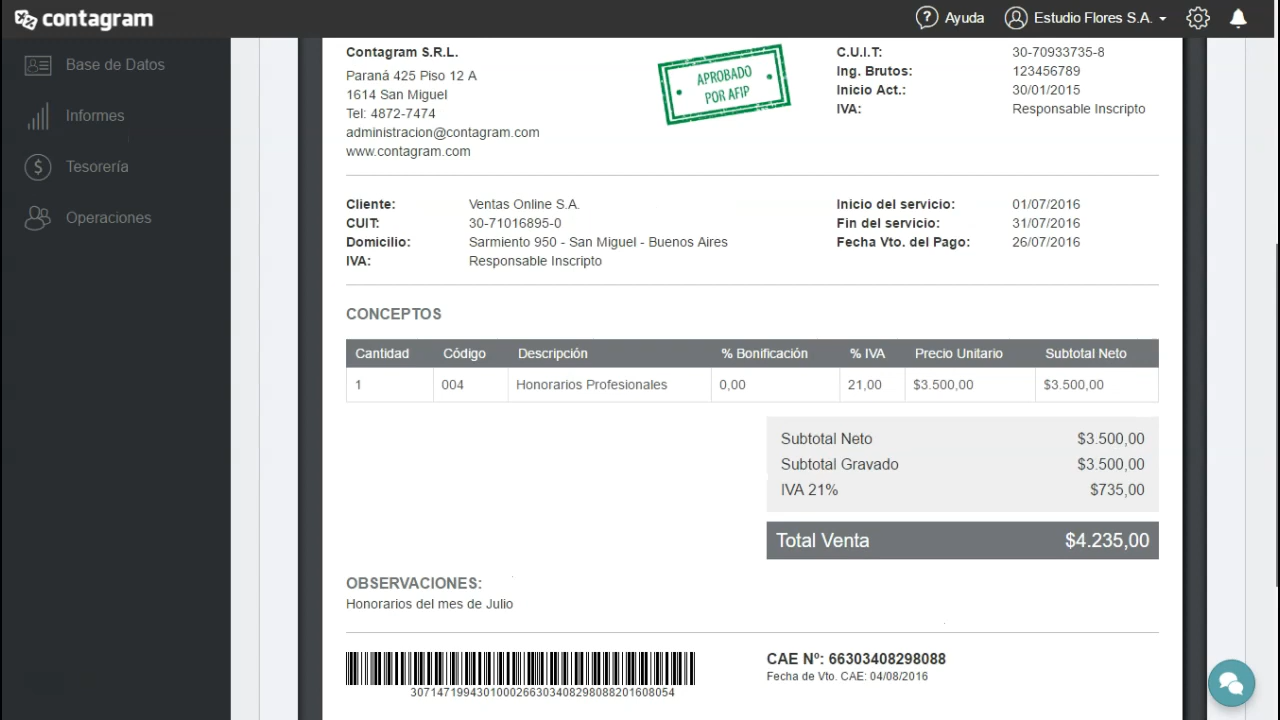 contagram
Ayuda
Estudio Flores S.A.
Base de Datos
Informes
Tesorería
Operaciones
Contagram S.R.L.
Paraná 425 Piso 12 A
1614 San Miguel
Tel: 4872-7474
administracion@contagram.com
www.contagram.com
APROBADO
POR AFIP
C.U.I.T: 30-70933735-8
Ing. Brutos: 123456789
Inicio Act.: 30/01/2015
IVA: Responsable Inscripto
Cliente: Ventas Online S.A.
CUIT: 30-71016895-0
Domicilio: Sarmiento 950 - San Miguel - Buenos Aires
IVA: Responsable Inscripto
Inicio del servicio: 01/07/2016
Fin del servicio: 31/07/2016
Fecha Vto. del Pago: 26/07/2016
CONCEPTOS
Cantidad Código Descripción % Bonificación % IVA Precio Unitario Subtotal Neto
1 004 Honorarios Profesionales 0,00 21,00 $3.500,00 $3.500,00
Subtotal Neto $3.500,00
Subtotal Gravado $3.500,00
IVA 21% $735,00
Total Venta $4.235,00
OBSERVACIONES:
Honorarios del mes de Julio
307147199430100026630340829808820160805​4
CAE Nº: 66303408298088
Fecha de Vto. CAE: 04/08/2016